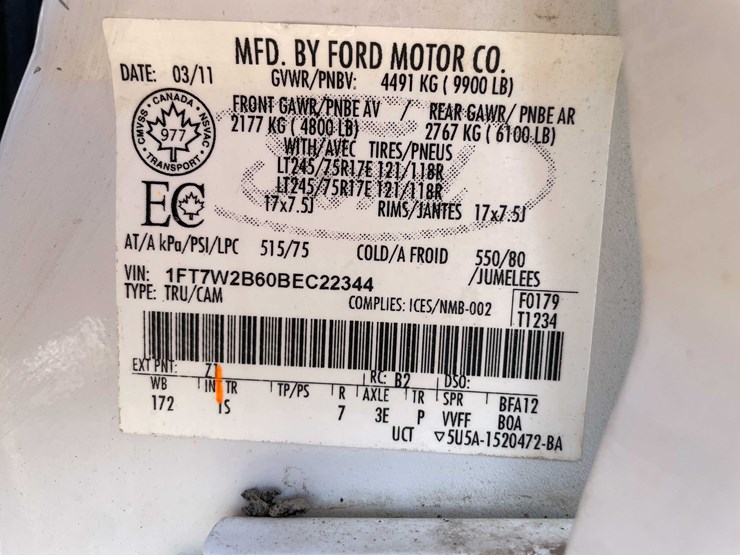 MFD. BY FORD MOTOR CO.
DATE: 03/11 GVWR/PNBV: 4491 KG ( 9900 LB)
FRONT GAWR/PNBE AV / REAR GAWR/ PNBE AR
2177 KG ( 4800 LB) 2767 KG ( 6100 LB)
WITH/AVEC TIRES/PNEUS
LT245/75R17E 121/118R
LT245/75R17E 121/118R
17x7.5J RIMS/JANTES 17x7.5J
CANADA
CMVSS NSVAC
977
TRANSPORT
EC
AT/A kPa/PSI/LPC 515/75 COLD/A FROID 550/80
/JUMELEES
VIN: 1FT7W2B60BEC22344
TYPE: TRU/CAM COMPLIES: ICES/NMB-002 F0179
T1234
EXT PNT: Z1 RC: B2 DSO:
WB IN TR TP/PS R AXLE TR SPR BFA12
172 IS 7 3E P VVFF BOA
UCT ▽5U5A-1520472-BA